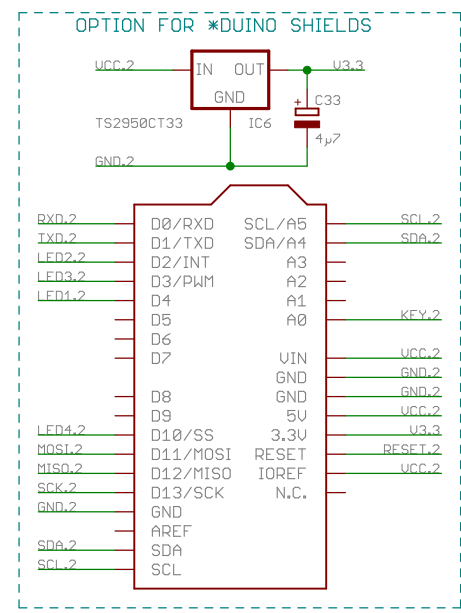 OPTION FOR *DUINO SHIELDS
VCC.2 IN OUT V3.3
GND + C33
TS2950CT33 IC6
4µ7
GND.2
RXD.2 D0/RXD SCL/A5 SCL.2
TXD.2 D1/TXD SDA/A4 SDA.2
LED2.2 D2/INT A3
LED3.2 D3/PWM A2
LED1.2 D4 A1
D5 A0 KEY.2
D6
D7 VIN VCC.2
GND GND.2
D8 GND GND.2
D9 5V VCC.2
LED4.2 D10/SS 3.3V V3.3
MOSI.2 D11/MOSI RESET RESET.2
MISO.2 D12/MISO IOREF VCC.2
SCK.2 D13/SCK N.C.
GND.2 GND
AREF
SDA.2 SDA
SCL.2 SCL